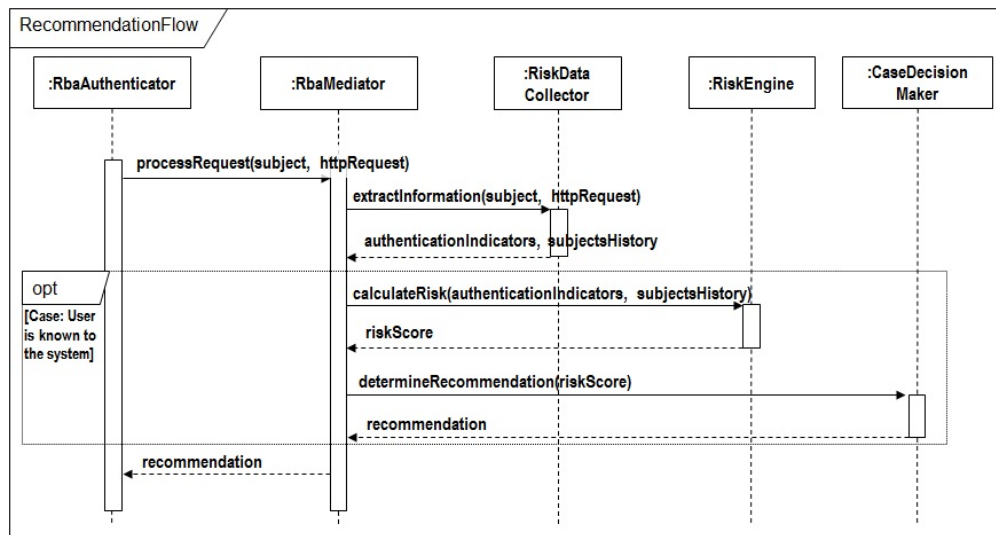 RecommendationFlow
:RbaAuthenticator
:RbaMediator
:RiskData
Collector
:RiskEngine
:CaseDecision
Maker
processRequest(subject, httpRequest)
extractInformation(subject, httpRequest)
authenticationIndicators, subjectsHistory
opt
[Case: User
is known to
the system]
calculateRisk(authenticationIndicators, subjectsHistory)
riskScore
determineRecommendation(riskScore)
recommendation
recommendation